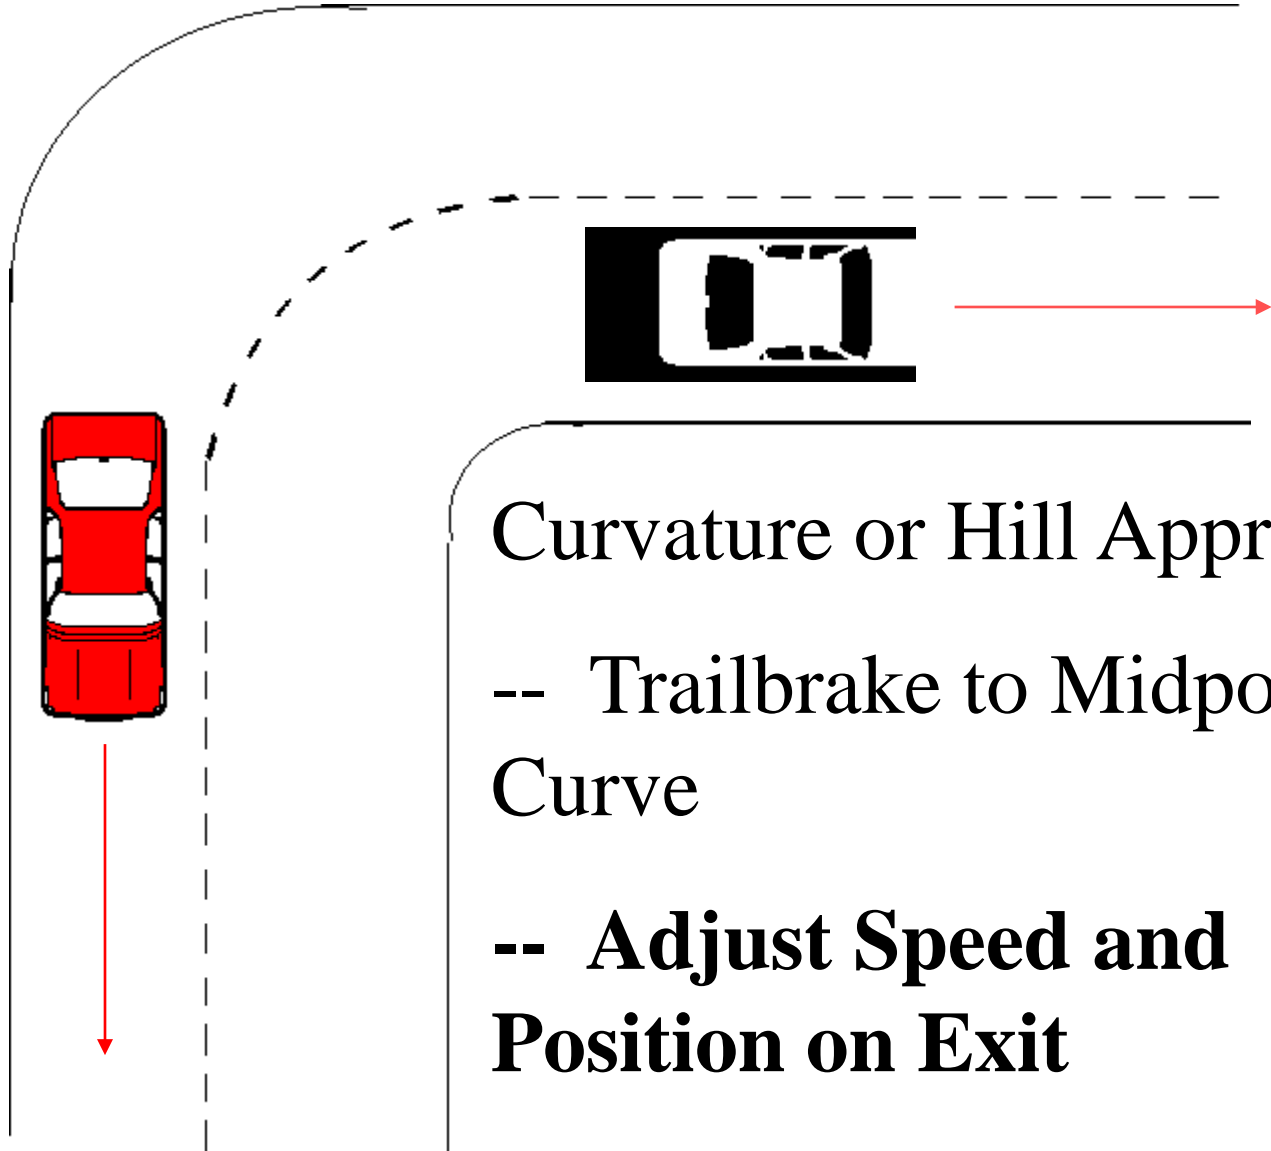 Curvature or Hill Appr
-- Trailbrake to Midpo
Curve
-- Adjust Speed and
Position on Exit